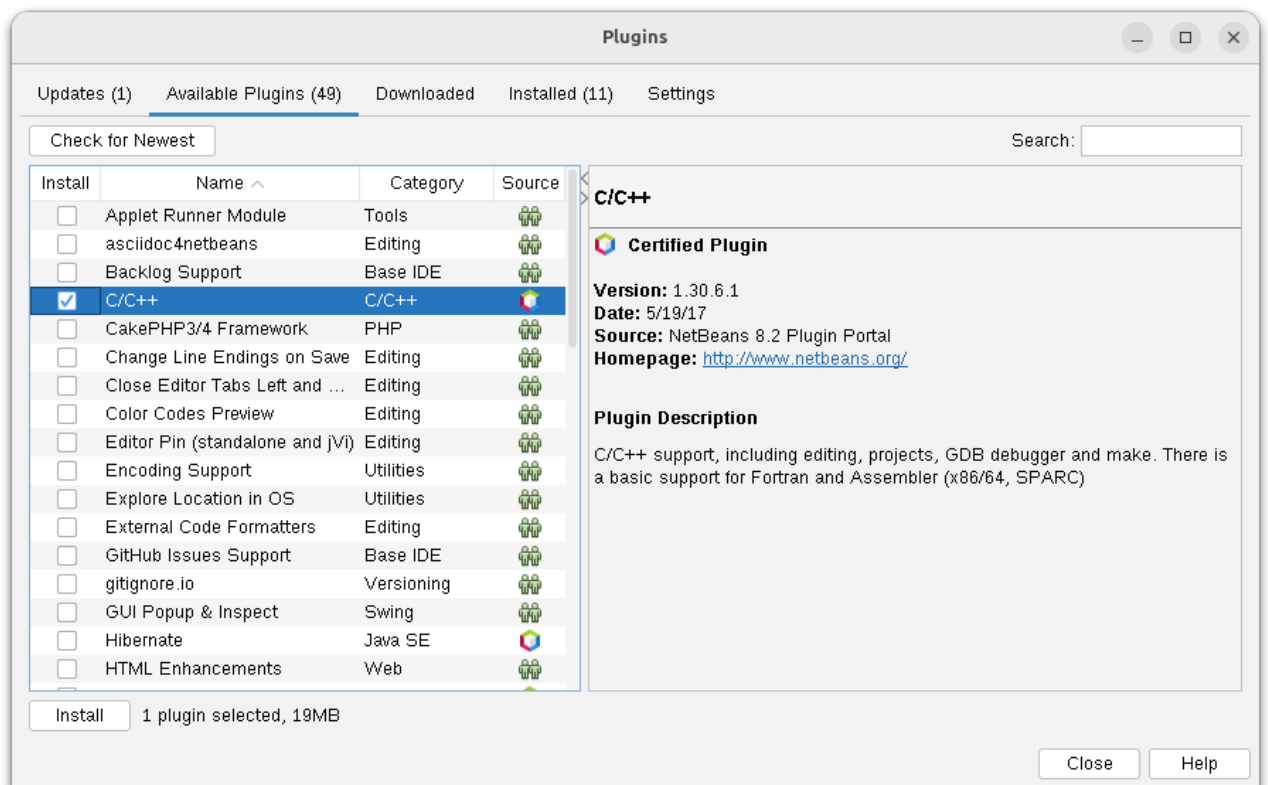 Plugins
Updates (1) Available Plugins (49) Downloaded Installed (11) Settings
Check for Newest Search:
Install Name Category Source
Applet Runner Module Tools
asciidoc4netbeans Editing
Backlog Support Base IDE
C/C++ C/C++
CakePHP3/4 Framework PHP
Change Line Endings on Save Editing
Close Editor Tabs Left and ... Editing
Color Codes Preview Editing
Editor Pin (standalone and jVi) Editing
Encoding Support Utilities
Explore Location in OS Utilities
External Code Formatters Editing
GitHub Issues Support Base IDE
gitignore.io Versioning
GUI Popup & Inspect Swing
Hibernate Java SE
HTML Enhancements Web
C/C++
Certified Plugin
Version: 1.30.6.1
Date: 5/19/17
Source: NetBeans 8.2 Plugin Portal
Homepage: http://www.netbeans.org/
Plugin Description
C/C++ support, including editing, projects, GDB debugger and make. There is
a basic support for Fortran and Assembler (x86/64, SPARC)
Install 1 plugin selected, 19MB
Close Help